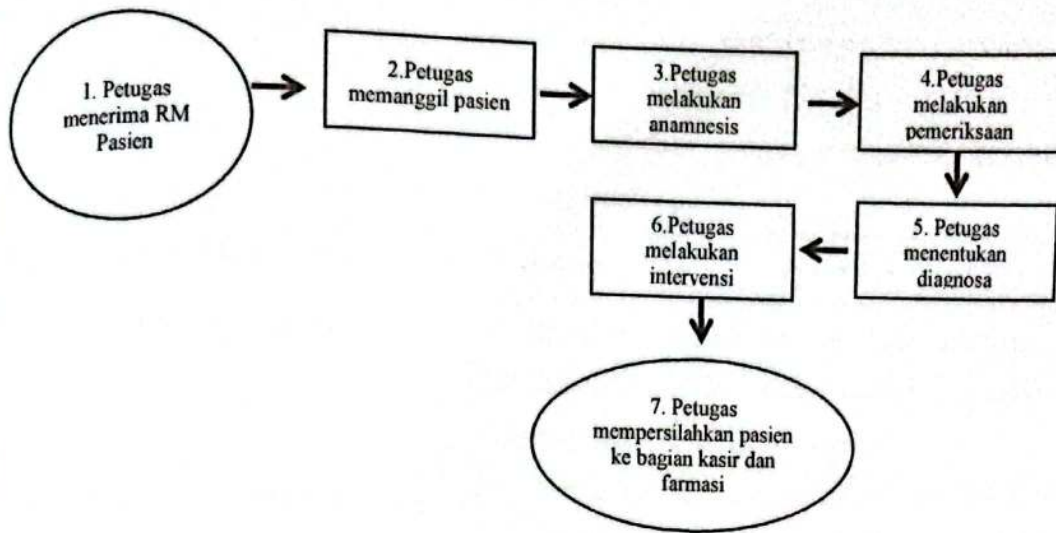 1. Petugas
menerima RM
Pasien
2.Petugas
memanggil pasien
3.Petugas
melakukan
anamnesis
4.Petugas
melakukan
pemeriksaan
5. Petugas
menentukan
diagnosa
6.Petugas
melakukan
intervensi
7. Petugas
mempersilahkan pasien
ke bagian kasir dan
farmasi